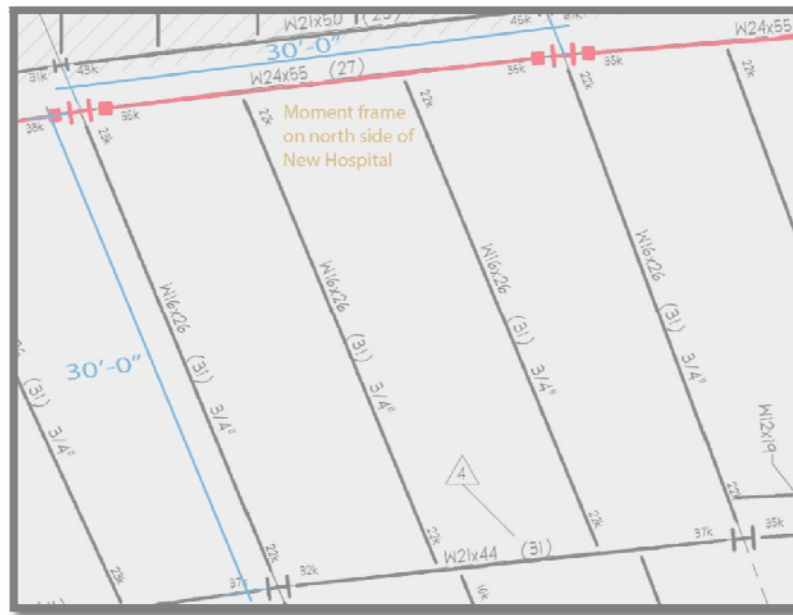 W21x50 (25)
45k
61k
W24x55
30'-0"
31k
43k
W24x55 (27)
35k
35k
38k
35k
23k
22k
22k
22k
22k
Moment frame
on north side of
New Hospital
W16x26 (31) 3/4"
W16x26 (31) 3/4"
W16x26 (31) 3/4"
W16x26 (31) 3/4"
30'-0"
(31) 3/4"
W12x19
4
22k
22k
22k
22k
W21x44 (31)
37k
35k
37k
32k
23k
16k